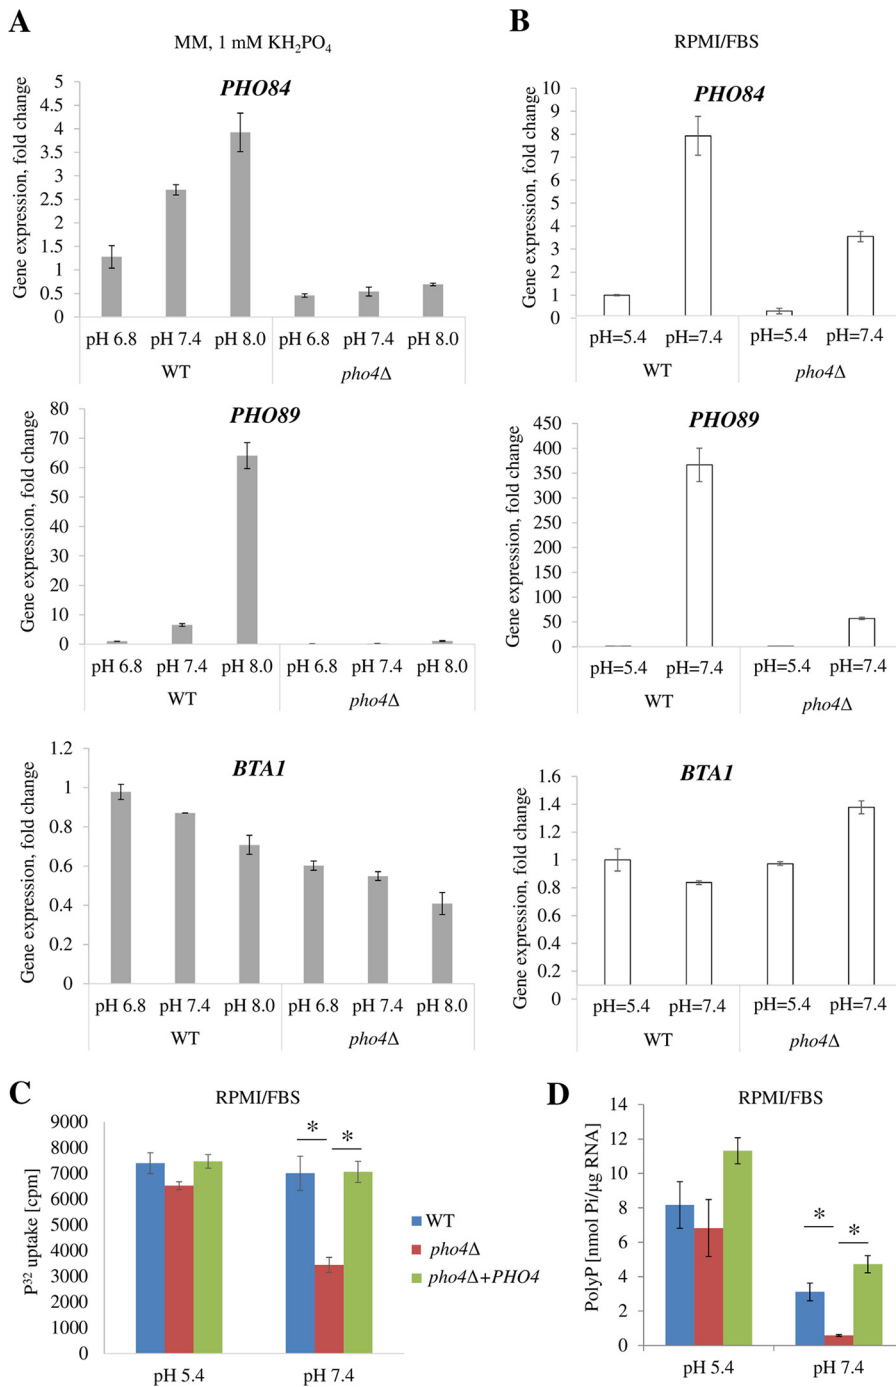 A
MM, 1 mM KH₂PO₄
PHO84
Gene expression, fold change
5
4.5
4
3.5
3
2.5
2
1.5
1
0.5
0
pH 6.8 pH 7.4 pH 8.0 pH 6.8 pH 7.4 pH 8.0
WT pho4Δ
PHO89
Gene expression, fold change
80
70
60
50
40
30
20
10
0
pH 6.8 pH 7.4 pH 8.0 pH 6.8 pH 7.4 pH 8.0
WT pho4Δ
BTA1
Gene expression, fold change
1.2
1
0.8
0.6
0.4
0.2
0
pH 6.8 pH 7.4 pH 8.0 pH 6.8 pH 7.4 pH 8.0
WT pho4Δ
B
RPMI/FBS
PHO84
Gene expression, fold change
10
9
8
7
6
5
4
3
2
1
0
pH=5.4 pH=7.4 pH=5.4 pH=7.4
WT pho4Δ
PHO89
Gene expression, fold change
450
400
350
300
250
200
150
100
50
0
pH=5.4 pH=7.4 pH=5.4 pH=7.4
WT pho4Δ
BTA1
Gene expression, fold change
1.6
1.4
1.2
1
0.8
0.6
0.4
0.2
0
pH=5.4 pH=7.4 pH=5.4 pH=7.4
WT pho4Δ
C
RPMI/FBS
P³² uptake [cpm]
9000
8000
7000
6000
5000
4000
3000
2000
1000
0
* *
pH 5.4 pH 7.4
WT
pho4Δ
pho4Δ+PHO4
D
RPMI/FBS
PolyP [nmol Pi/µg RNA]
14
12
10
8
6
4
2
0
* *
pH 5.4 pH 7.4